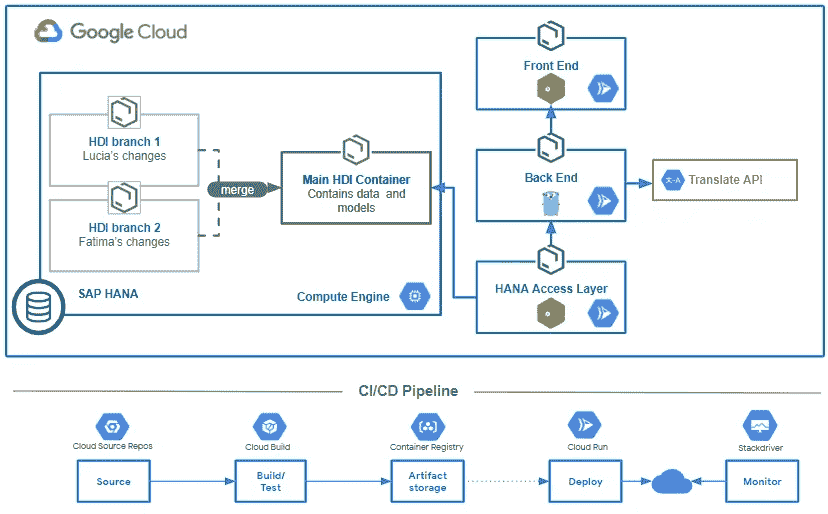 Google Cloud
HDI branch 1
Lucia's changes
HDI branch 2
Fatima's changes
merge
Main HDI Container
Contains data and
models
SAP HANA
Compute Engine
Front End
Back End
Translate API
HANA Access Layer
CI/CD Pipeline
Cloud Source Repos
Cloud Build
Container Registry
Cloud Run
Stackdriver
Source
Build/
Test
Artifact
storage
Deploy
Monitor